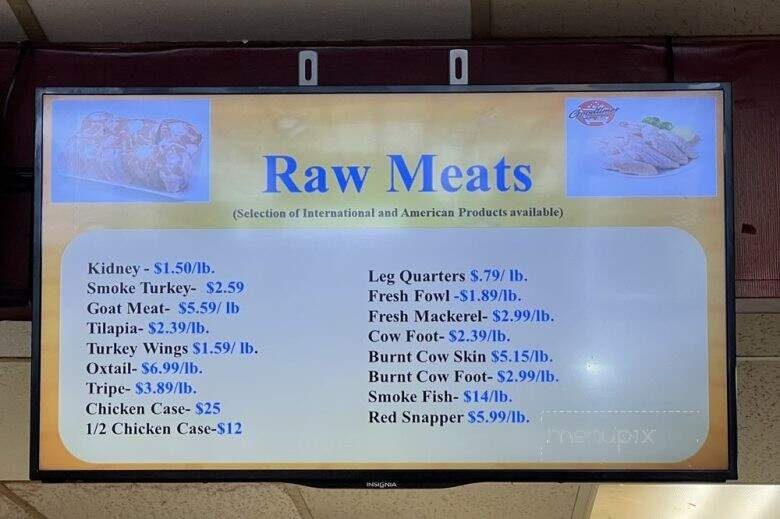 Goodtimes
Raw Meats
(Selection of International and American Products available)
Kidney - $1.50/lb.
Smoke Turkey- $2.59
Goat Meat- $5.59/ lb
Tilapia- $2.39/lb.
Turkey Wings $1.59/ lb.
Oxtail- $6.99/lb.
Tripe- $3.89/lb.
Chicken Case- $25
1/2 Chicken Case-$12
Leg Quarters $.79/ lb.
Fresh Fowl -$1.89/lb.
Fresh Mackerel- $2.99/lb.
Cow Foot- $2.39/lb.
Burnt Cow Skin $5.15/lb.
Burnt Cow Foot- $2.99/lb.
Smoke Fish- $14/lb.
Red Snapper $5.99/lb.
menupix
INSIGNIA